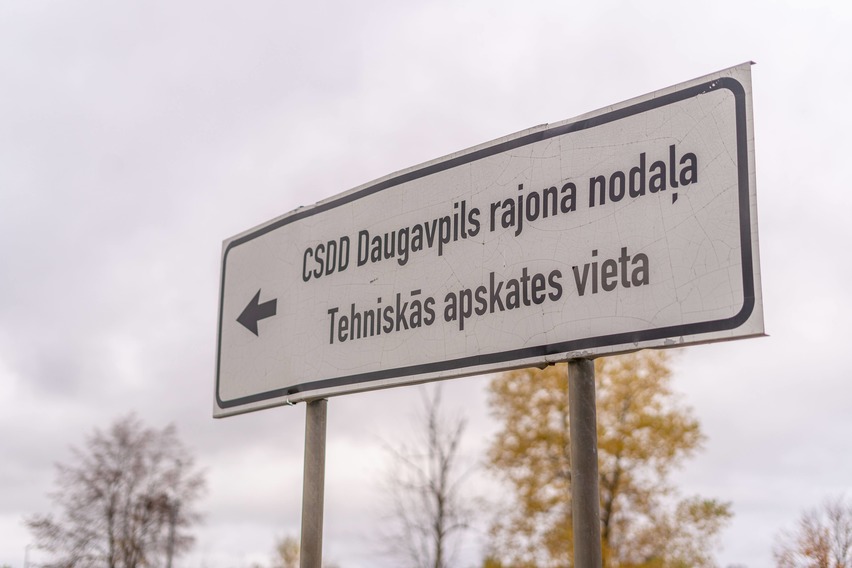 CSDD Daugavpils rajona nodaļa
Tehniskās apskates vieta